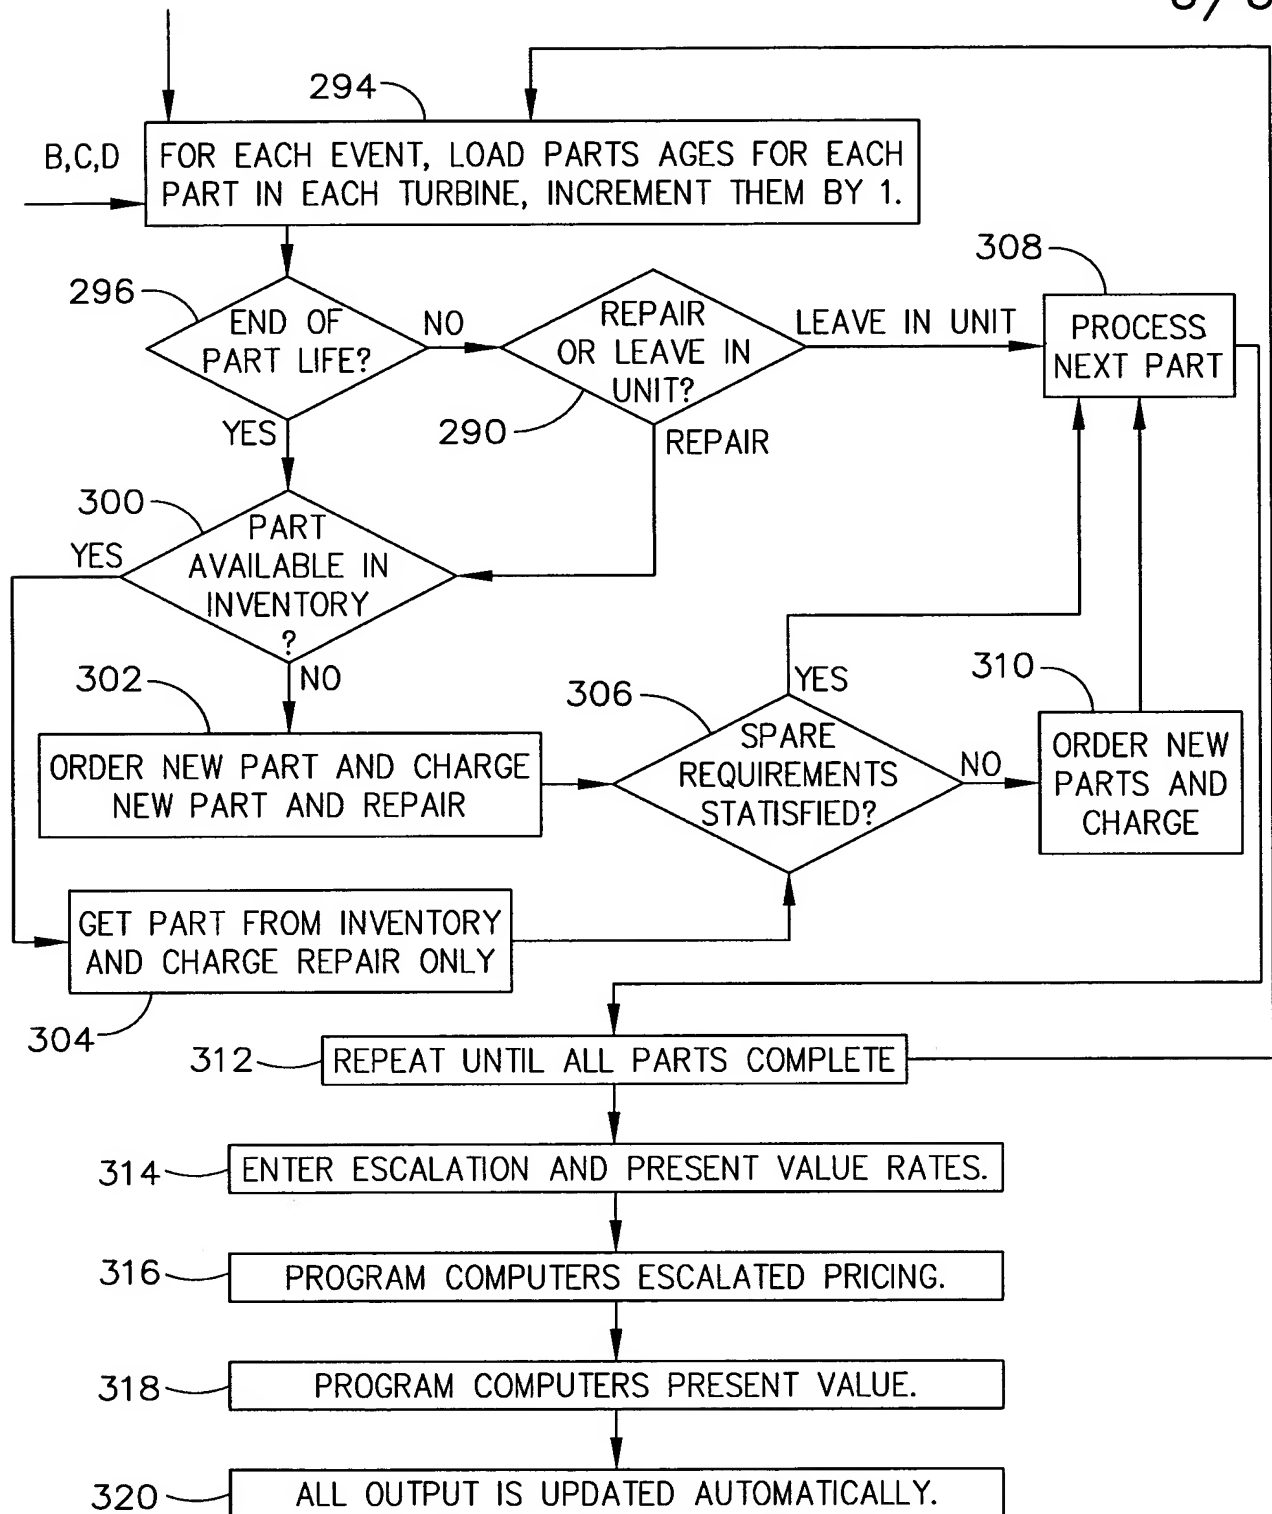 294
B,C,D
FOR EACH EVENT, LOAD PARTS AGES FOR EACH
PART IN EACH TURBINE, INCREMENT THEM BY 1.
308
296
END OF
PART LIFE?
NO
REPAIR
OR LEAVE IN
UNIT?
LEAVE IN UNIT
PROCESS
NEXT PART
290
YES
REPAIR
300
YES
PART
AVAILABLE IN
INVENTORY
?
NO
302
ORDER NEW PART AND CHARGE
NEW PART AND REPAIR
306
YES
SPARE
REQUIREMENTS
STATISFIED?
NO
310
ORDER NEW
PARTS AND
CHARGE
GET PART FROM INVENTORY
AND CHARGE REPAIR ONLY
304
312
REPEAT UNTIL ALL PARTS COMPLETE
314
ENTER ESCALATION AND PRESENT VALUE RATES.
316
PROGRAM COMPUTERS ESCALATED PRICING.
318
PROGRAM COMPUTERS PRESENT VALUE.
320
ALL OUTPUT IS UPDATED AUTOMATICALLY.